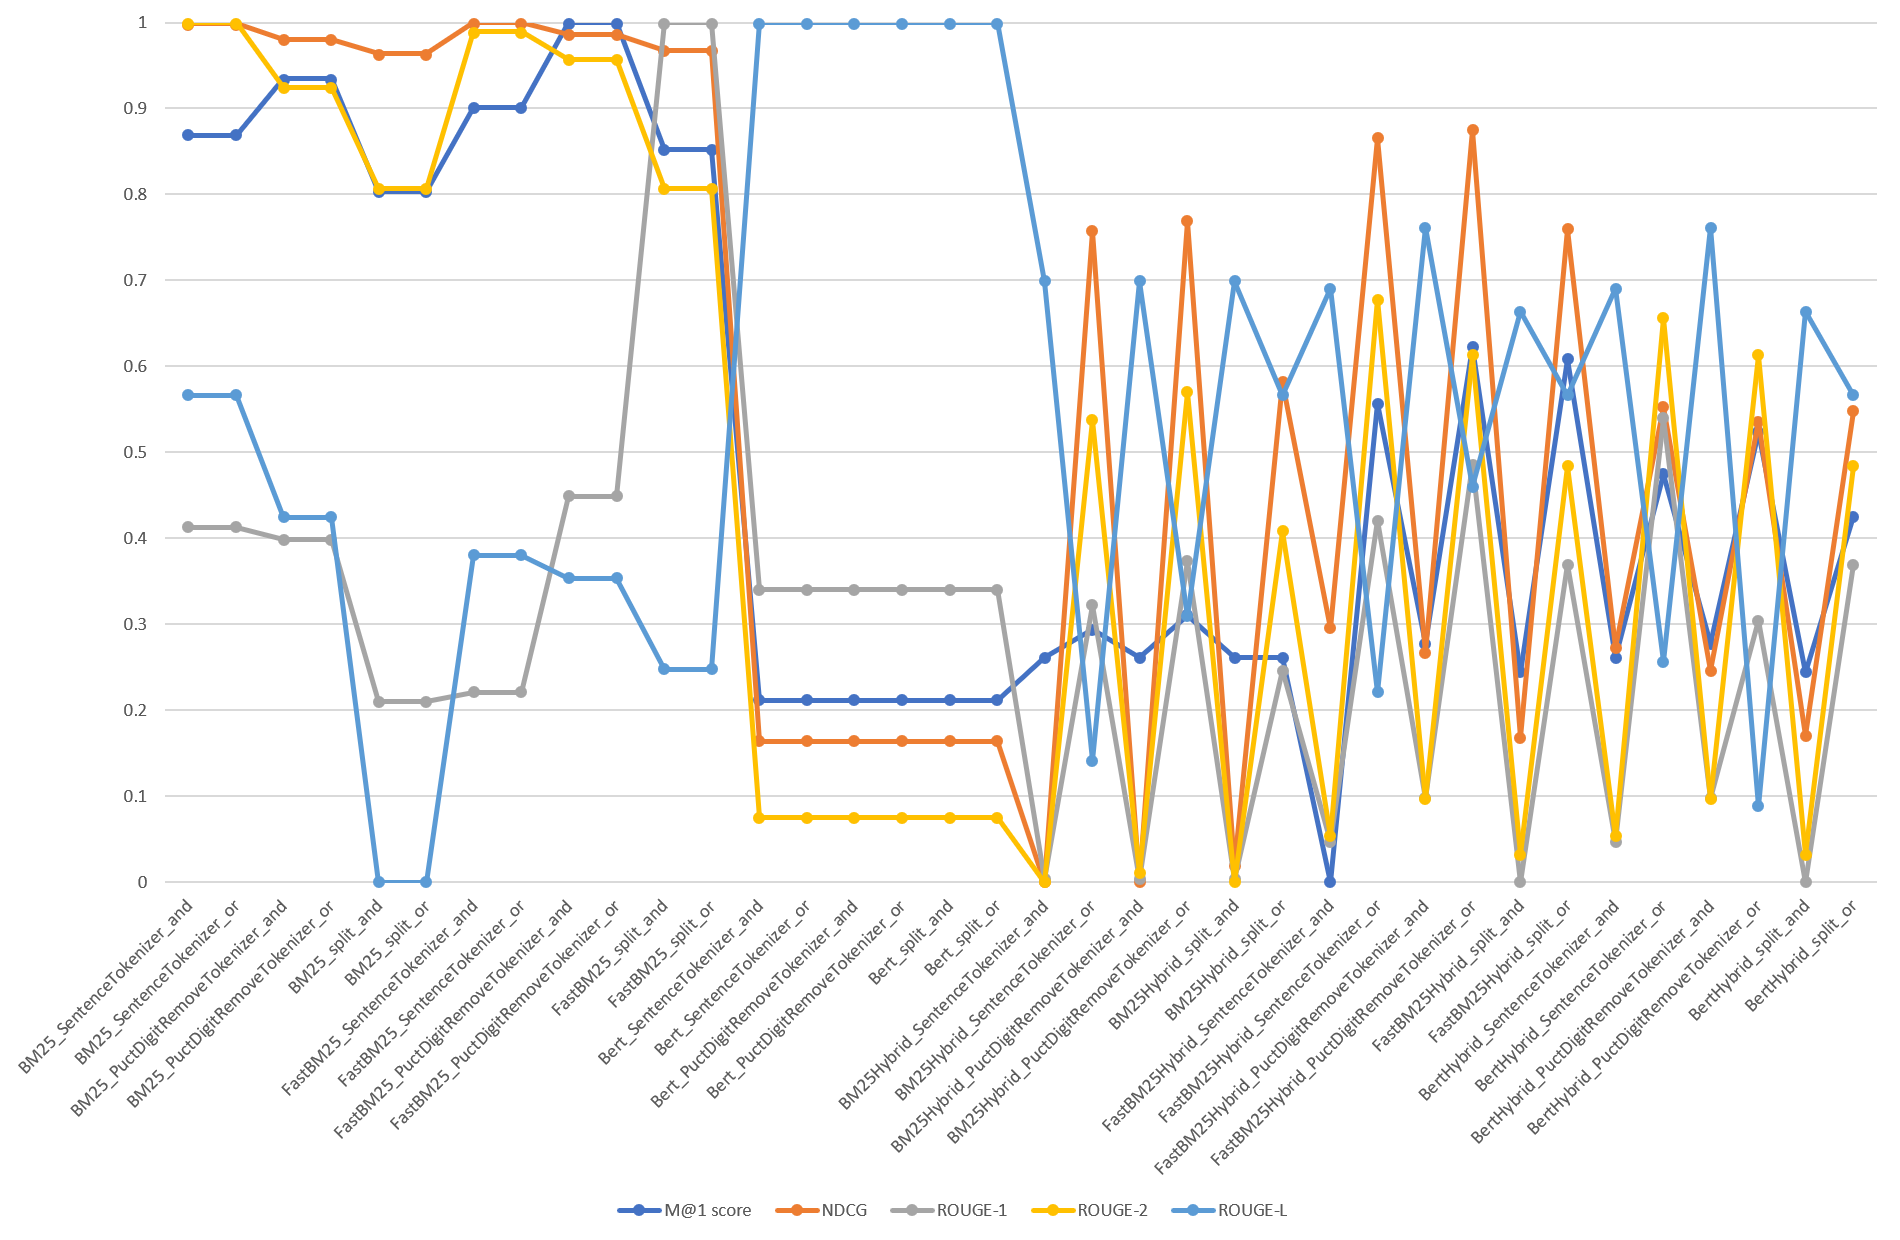 1
0.9
0.8
0.7
0.6
0.5
0.4
0.3
0.2
0.1
0
BM25_SentenceTokenizer_and
BM25_SentenceTokenizer_or
BM25_PuctDigitRemoveTokenizer_and
BM25_PuctDigitRemoveTokenizer_or
BM25_split_and
BM25_split_or
FastBM25_SentenceTokenizer_and
FastBM25_SentenceTokenizer_or
FastBM25_PuctDigitRemoveTokenizer_and
FastBM25_PuctDigitRemoveTokenizer_or
FastBM25_split_and
FastBM25_split_or
Bert_SentenceTokenizer_and
Bert_SentenceTokenizer_or
Bert_PuctDigitRemoveTokenizer_and
Bert_PuctDigitRemoveTokenizer_or
Bert_split_and
Bert_split_or
BM25Hybrid_SentenceTokenizer_and
BM25Hybrid_SentenceTokenizer_or
BM25Hybrid_PuctDigitRemoveTokenizer_and
BM25Hybrid_PuctDigitRemoveTokenizer_or
BM25Hybrid_split_and
BM25Hybrid_split_or
FastBM25Hybrid_SentenceTokenizer_and
FastBM25Hybrid_SentenceTokenizer_or
FastBM25Hybrid_PuctDigitRemoveTokenizer_and
FastBM25Hybrid_PuctDigitRemoveTokenizer_or
FastBM25Hybrid_split_and
FastBM25Hybrid_split_or
BertHybrid_SentenceTokenizer_and
BertHybrid_SentenceTokenizer_or
BertHybrid_PuctDigitRemoveTokenizer_and
BertHybrid_PuctDigitRemoveTokenizer_or
BertHybrid_split_and
BertHybrid_split_or
M@1 score NDCG ROUGE-1 ROUGE-2 ROUGE-L